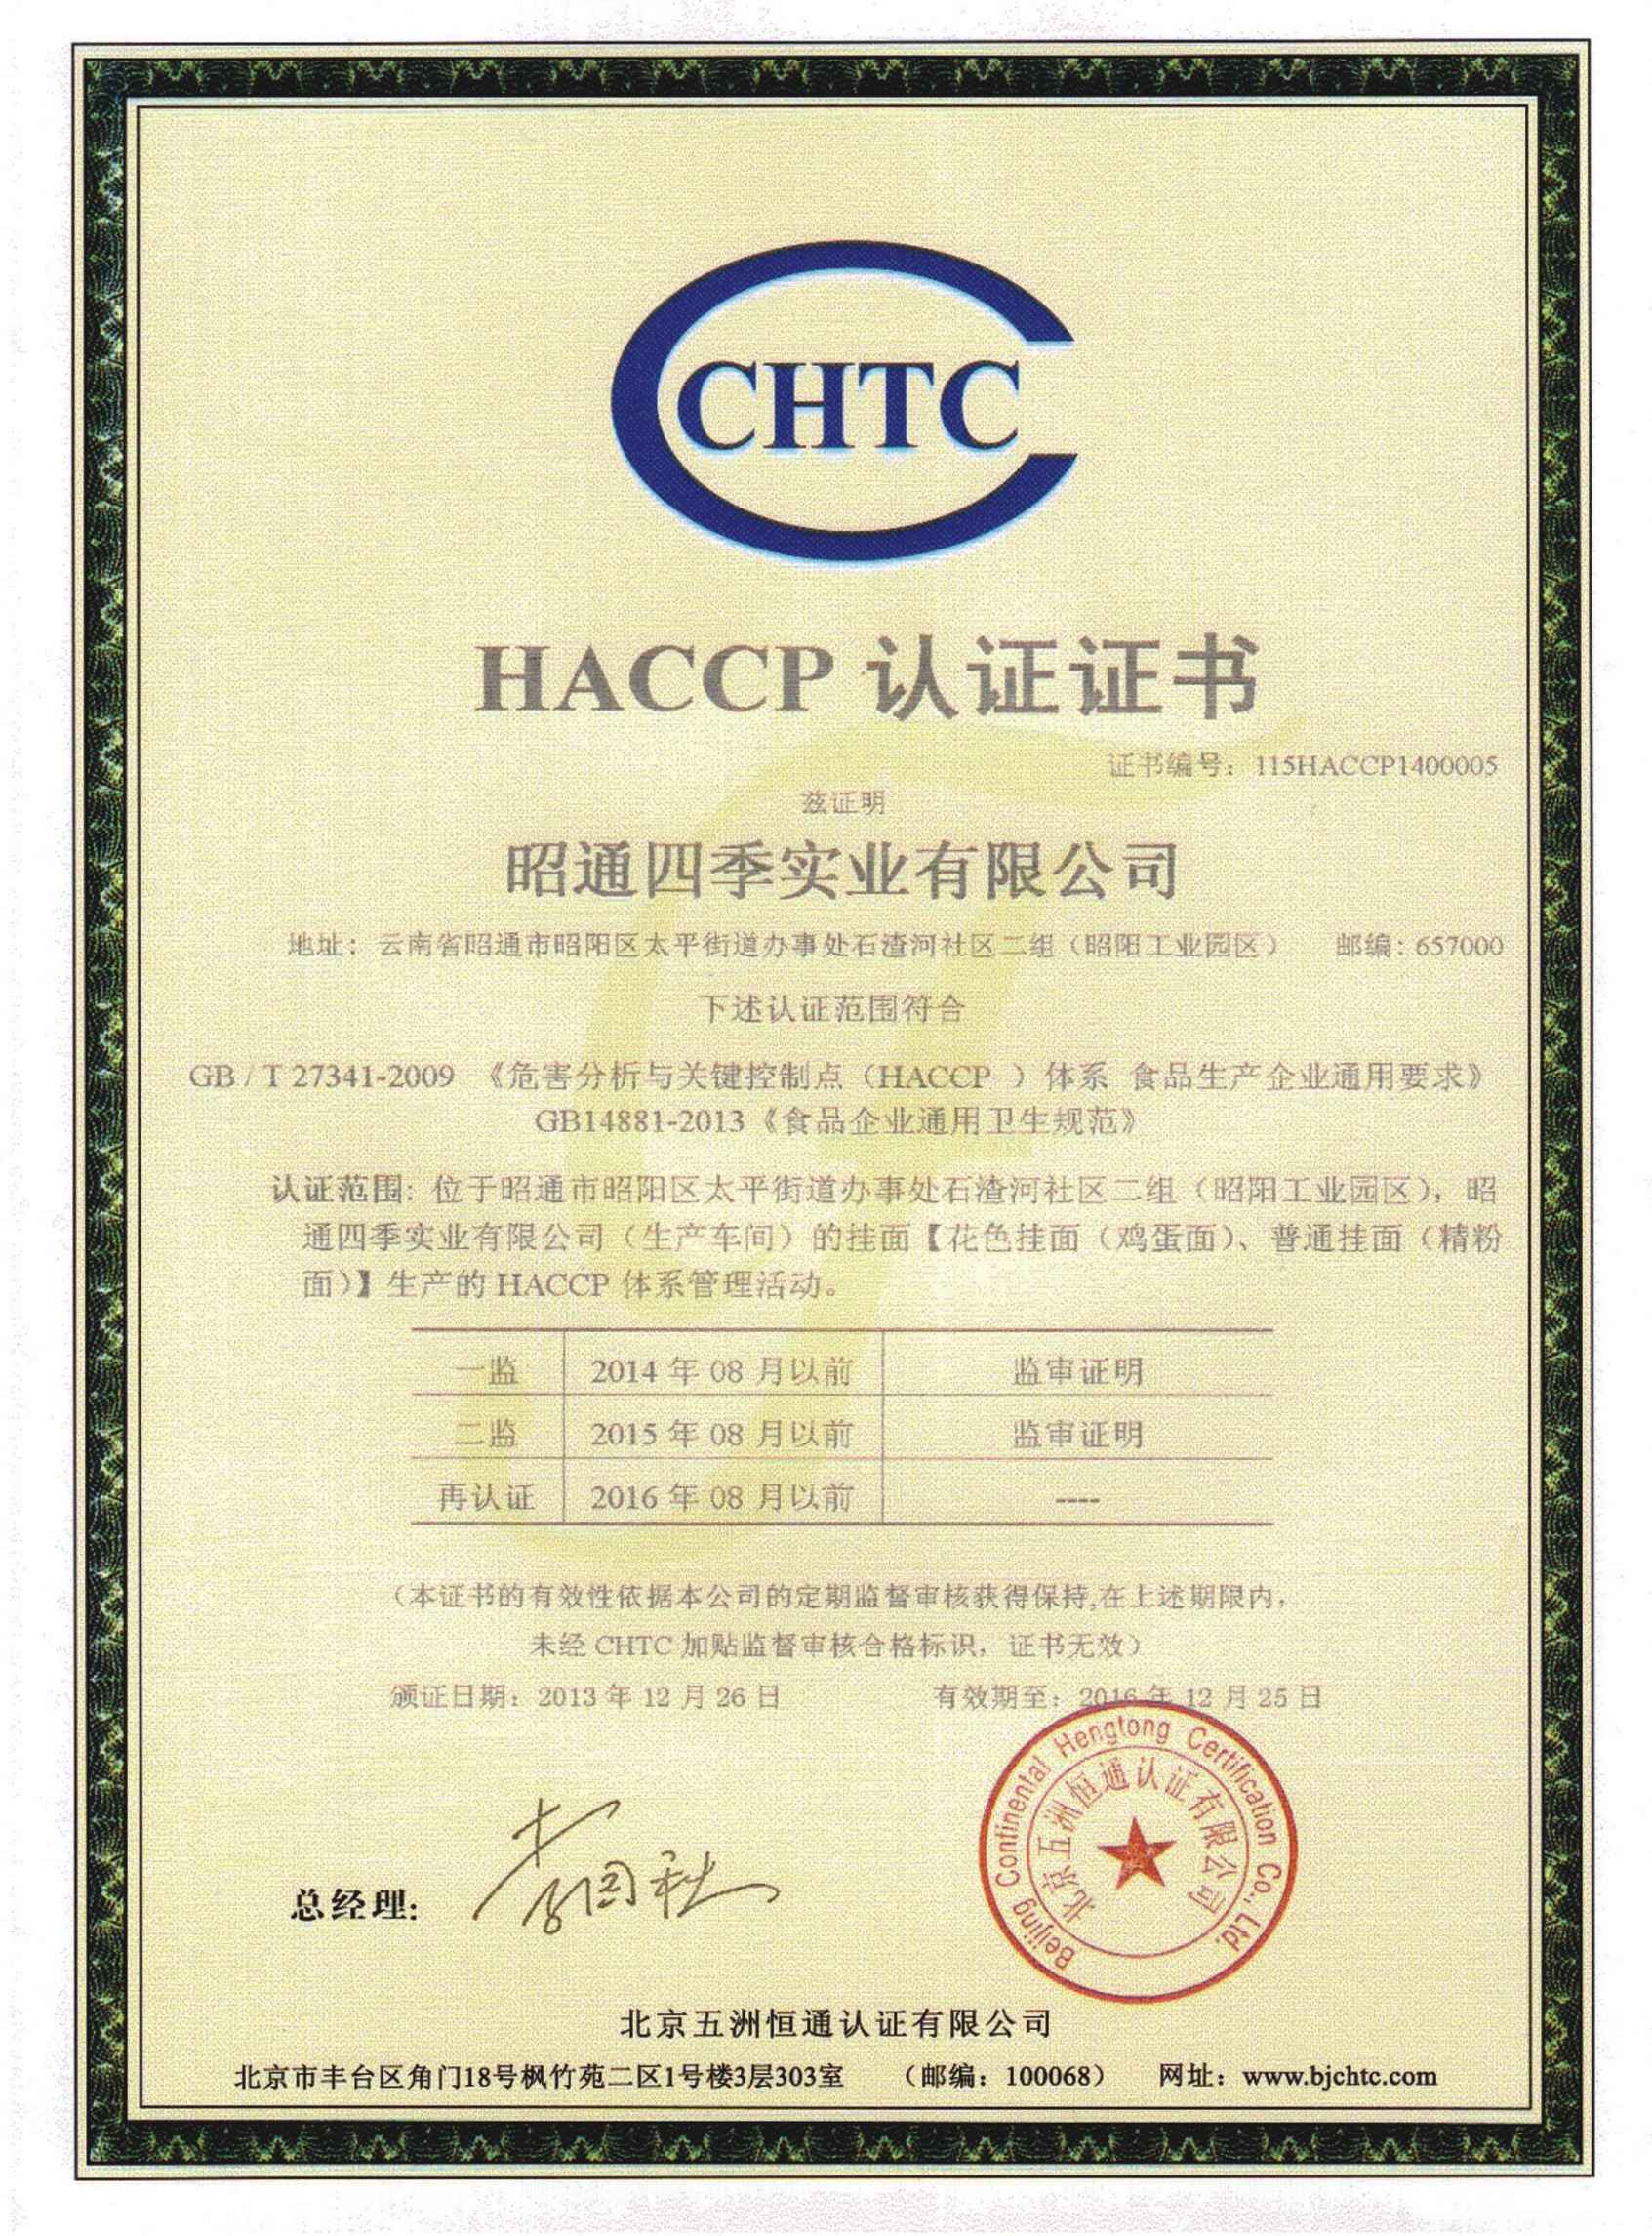 CHTC
HACCP 认证证书
证书编号：115HACCP1400005
兹证明
昭通四季实业有限公司
地址：云南省昭通市昭阳区太平街道办事处石渣河社区二组（昭阳工业园区） 邮编：657000
下述认证范围符合
GB / T 27341-2009 《危害分析与关键控制点（HACCP ）体系 食品生产企业通用要求》
GB14881-2013《食品企业通用卫生规范》
认证范围: 位于昭通市昭阳区太平街道办事处石渣河社区二组（昭阳工业园区），昭
通四季实业有限公司（生产车间）的挂面【花色挂面（鸡蛋面）、普通挂面（精粉
面）】生产的 HACCP 体系管理活动。
一监 2014 年 08 月以前 监审证明
二监 2015 年 08 月以前 监审证明
再认证 2016 年 08 月以前 ----
（本证书的有效性依据本公司的定期监督审核获得保持,在上述期限内，
未经 CHTC 加贴监督审核合格标识，证书无效）
颁证日期：2013 年 12 月 26 日 有效期至：2016 年 12 月 25 日
Beijing Continental Hengtong Certification Co., Ltd.
北京五洲恒通认证有限公司
总经理:
北京五洲恒通认证有限公司
北京市丰台区角门18号枫竹苑二区1号楼3层303室 （邮编：100068） 网址：www.bjchtc.com